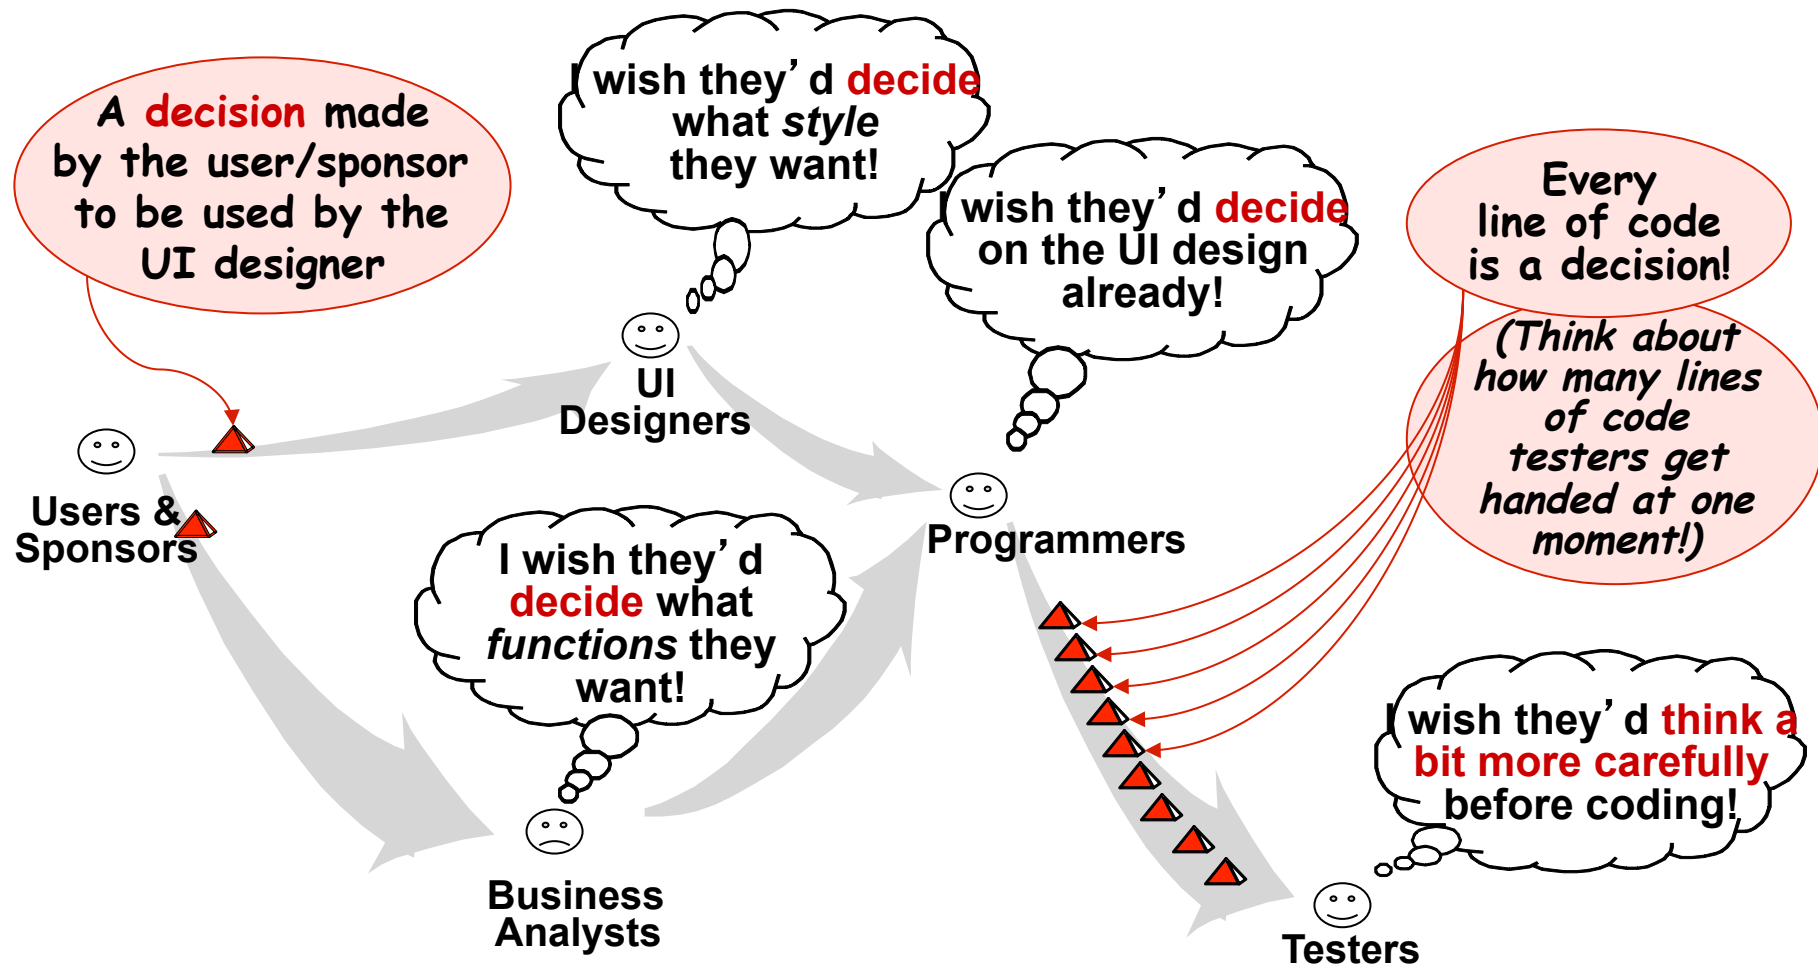 A decision made
by the user/sponsor
to be used by the
UI designer
I wish they’d decide
what style
they want!
I wish they’d decide
on the UI design
already!
Every
line of code
is a decision!
(Think about
how many lines
of code
testers get
handed at one
moment!)
UI
Designers
Users &
Sponsors
I wish they’d
decide what
functions they
want!
Programmers
I wish they’d think a
bit more carefully
before coding!
Business
Analysts
Testers